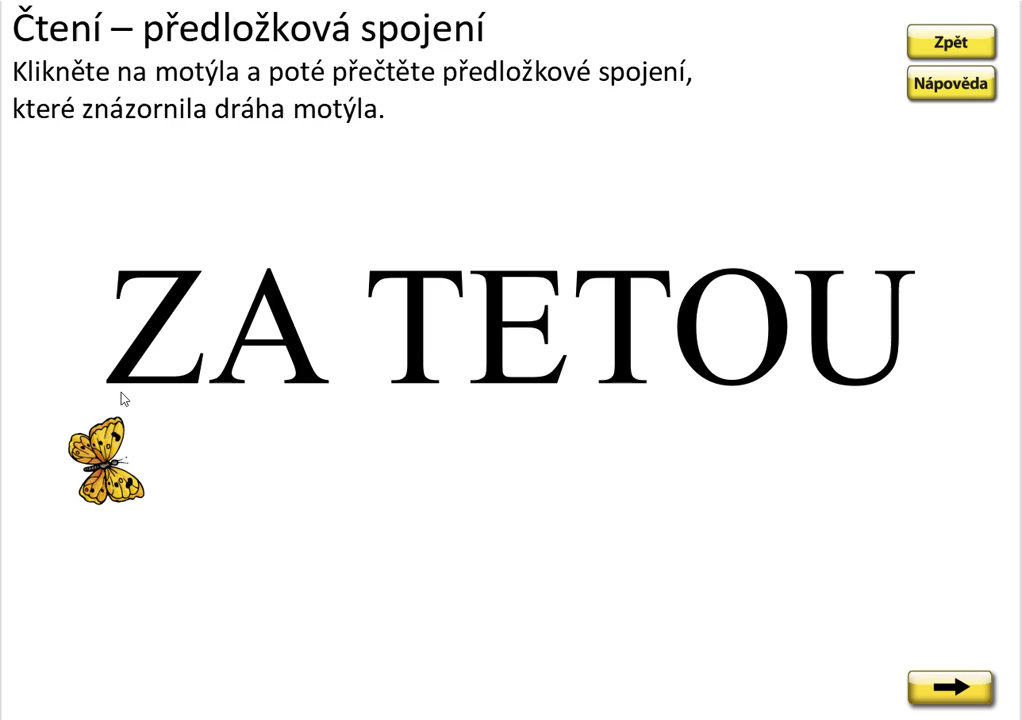 Čtení – předložková spojení
Zpět
Klikněte na motýla a poté přečtěte předložkové spojení,
Nápověda
které znázornila dráha motýla.
ZA TETOU